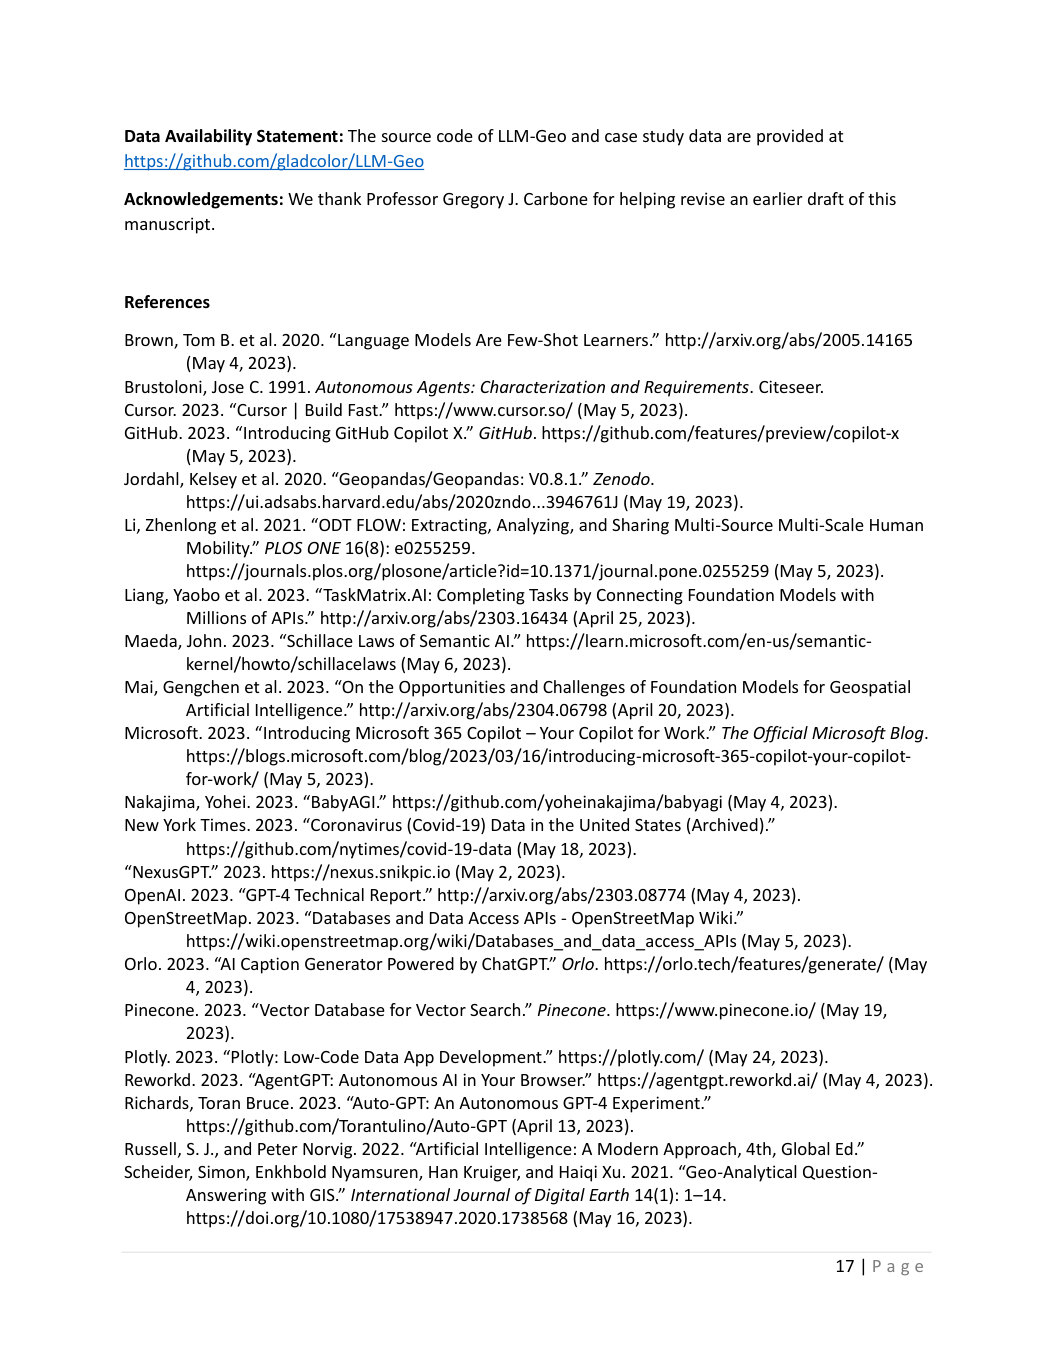 Data Availability Statement: The source code of LLM-Geo and case study data are provided at
https://github.com/gladcolor/LLM-Geo
Acknowledgements: We thank Professor Gregory J. Carbone for helping revise an earlier draft of this
manuscript.
References
Brown, Tom B. et al. 2020. “Language Models Are Few-Shot Learners.” http://arxiv.org/abs/2005.14165
(May 4, 2023).
Brustoloni, Jose C. 1991. Autonomous Agents: Characterization and Requirements. Citeseer.
Cursor. 2023. “Cursor | Build Fast.” https://www.cursor.so/ (May 5, 2023).
GitHub. 2023. “Introducing GitHub Copilot X.” GitHub. https://github.com/features/preview/copilot-x
(May 5, 2023).
Jordahl, Kelsey et al. 2020. “Geopandas/Geopandas: V0.8.1.” Zenodo.
https://ui.adsabs.harvard.edu/abs/2020zndo...3946761J (May 19, 2023).
Li, Zhenlong et al. 2021. “ODT FLOW: Extracting, Analyzing, and Sharing Multi-Source Multi-Scale Human
Mobility.” PLOS ONE 16(8): e0255259.
https://journals.plos.org/plosone/article?id=10.1371/journal.pone.0255259 (May 5, 2023).
Liang, Yaobo et al. 2023. “TaskMatrix.AI: Completing Tasks by Connecting Foundation Models with
Millions of APIs.” http://arxiv.org/abs/2303.16434 (April 25, 2023).
Maeda, John. 2023. “Schillace Laws of Semantic AI.” https://learn.microsoft.com/en-us/semantic-
kernel/howto/schillacelaws (May 6, 2023).
Mai, Gengchen et al. 2023. “On the Opportunities and Challenges of Foundation Models for Geospatial
Artificial Intelligence.” http://arxiv.org/abs/2304.06798 (April 20, 2023).
Microsoft. 2023. “Introducing Microsoft 365 Copilot – Your Copilot for Work.” The Official Microsoft Blog.
https://blogs.microsoft.com/blog/2023/03/16/introducing-microsoft-365-copilot-your-copilot-
for-work/ (May 5, 2023).
Nakajima, Yohei. 2023. “BabyAGI.” https://github.com/yoheinakajima/babyagi (May 4, 2023).
New York Times. 2023. “Coronavirus (Covid-19) Data in the United States (Archived).”
https://github.com/nytimes/covid-19-data (May 18, 2023).
“NexusGPT.” 2023. https://nexus.snikpic.io (May 2, 2023).
OpenAI. 2023. “GPT-4 Technical Report.” http://arxiv.org/abs/2303.08774 (May 4, 2023).
OpenStreetMap. 2023. “Databases and Data Access APIs - OpenStreetMap Wiki.”
https://wiki.openstreetmap.org/wiki/Databases_and_data_access_APIs (May 5, 2023).
Orlo. 2023. “AI Caption Generator Powered by ChatGPT.” Orlo. https://orlo.tech/features/generate/ (May
4, 2023).
Pinecone. 2023. “Vector Database for Vector Search.” Pinecone. https://www.pinecone.io/ (May 19,
2023).
Plotly. 2023. “Plotly: Low-Code Data App Development.” https://plotly.com/ (May 24, 2023).
Reworkd. 2023. “AgentGPT: Autonomous AI in Your Browser.” https://agentgpt.reworkd.ai/ (May 4, 2023).
Richards, Toran Bruce. 2023. “Auto-GPT: An Autonomous GPT-4 Experiment.”
https://github.com/Torantulino/Auto-GPT (April 13, 2023).
Russell, S. J., and Peter Norvig. 2022. “Artificial Intelligence: A Modern Approach, 4th, Global Ed.”
Scheider, Simon, Enkhbold Nyamsuren, Han Kruiger, and Haiqi Xu. 2021. “Geo-Analytical Question-
Answering with GIS.” International Journal of Digital Earth 14(1): 1–14.
https://doi.org/10.1080/17538947.2020.1738568 (May 16, 2023).
17 | Page